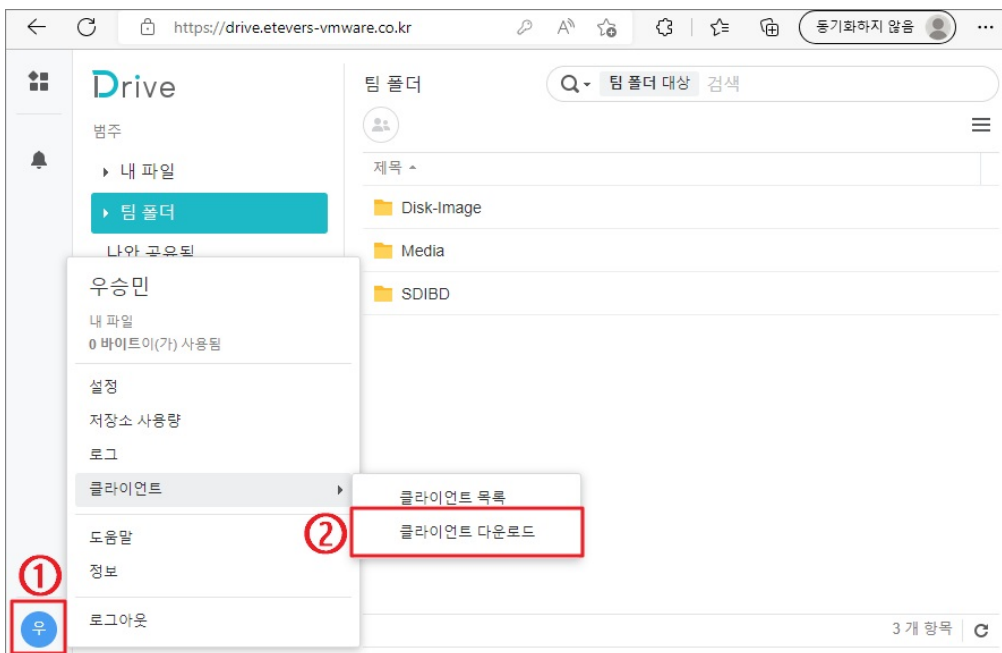 https://drive.etevers-vmware.co.kr
동기화하지 않음
Drive
범주
내 파일
팀 폴더
나와 공유됨
팀 폴더
팀 폴더 대상 검색
제목
Disk-Image
Media
SDIBD
우승민
내 파일
0 바이트이(가) 사용됨
설정
저장소 사용량
로그
클라이언트
클라이언트 목록
② 클라이언트 다운로드
도움말
정보
로그아웃
①
우
3 개 항목